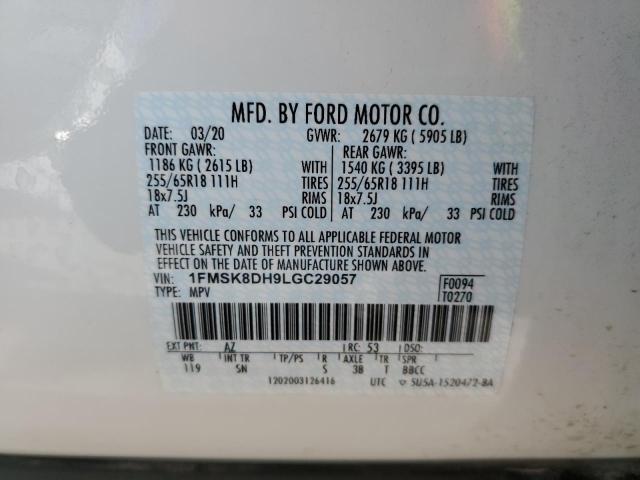 MFD. BY FORD MOTOR CO.
DATE: 03/20 GVWR: 2679 KG ( 5905 LB)
FRONT GAWR: REAR GAWR:
1186 KG ( 2615 LB) WITH 1540 KG ( 3395 LB) WITH
255/65R18 111H TIRES 255/65R18 111H TIRES
18x7.5J RIMS 18x7.5J RIMS
AT 230 kPa/ 33 PSI COLD AT 230 kPa/ 33 PSI COLD
THIS VEHICLE CONFORMS TO ALL APPLICABLE FEDERAL MOTOR
VEHICLE SAFETY AND THEFT PREVENTION STANDARDS IN
EFFECT ON THE DATE OF MANUFACTURE SHOWN ABOVE.
VIN: 1FMSK8DH9LGC29057 F0094
TYPE: MPV T0270
EXT PNT: AZ RC: 53 DSO:
WB INT TR TP/PS R AXLE TR SPR
119 SN S 3B T BBCC
1202003126416 UTC 5U5A-1520472-BA